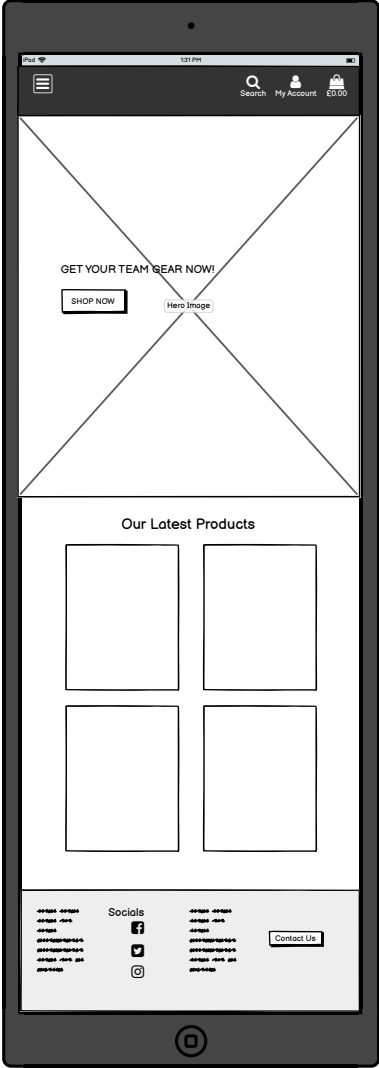 iPad
1:31 PM
Search
My Account
£0.00
GET YOUR TEAM GEAR NOW!
SHOP NOW
Hero Image
Our Latest Products
Socials
Contact Us